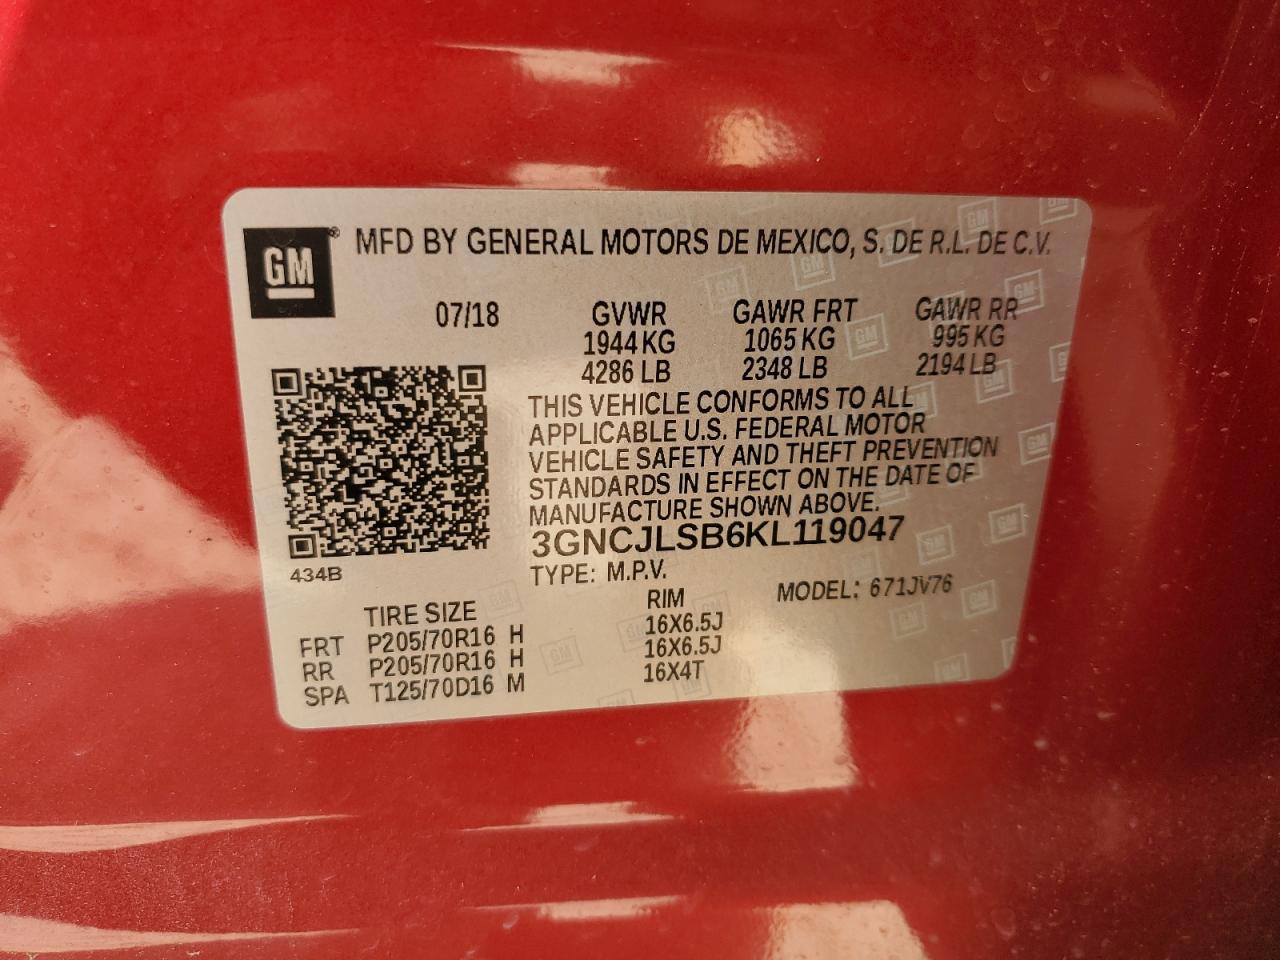 GM ® MFD BY GENERAL MOTORS DE MEXICO, S. DE R.L. DE C.V.
07/18 GVWR GAWR FRT GAWR RR
1944 KG 1065 KG 995 KG
4286 LB 2348 LB 2194 LB
THIS VEHICLE CONFORMS TO ALL
APPLICABLE U.S. FEDERAL MOTOR
VEHICLE SAFETY AND THEFT PREVENTION
STANDARDS IN EFFECT ON THE DATE OF
MANUFACTURE SHOWN ABOVE.
3GNCJLSB6KL119047
434B
TYPE: M.P.V. MODEL: 671JV76
TIRE SIZE RIM
FRT P205/70R16 H 16X6.5J
RR P205/70R16 H 16X6.5J
SPA T125/70D16 M 16X4T